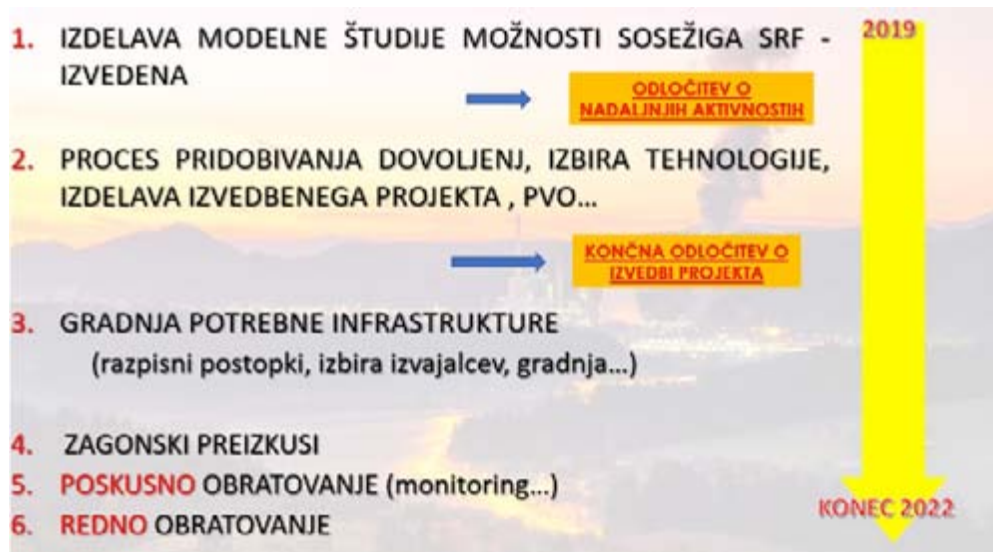 1. IZDELAVA MODELNE ŠTUDIJE MOŽNOSTI SOSEŽIGA SRF -
IZVEDENA
2019
ODLOČITEV O
NADALJNJIH AKTIVNOSTIH
2. PROCES PRIDOBIVANJA DOVOLJENJ, IZBIRA TEHNOLOGIJE,
IZDELAVA IZVEDBENEGA PROJEKTA , PVO...
KONČNA ODLOČITEV O
IZVEDBI PROJEKTA
3. GRADNJA POTREBNE INFRASTRUKTURE
(razpisni postopki, izbira izvajalcev, gradnja...)
4. ZAGONSKI PREIZKUSI
5. POSKUSNO OBRATOVANJE (monitoring...)
6. REDNO OBRATOVANJE
KONEC 2022